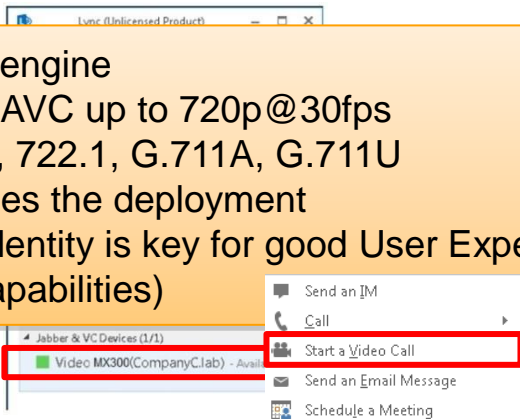 Lync (Unlicensed Product)
engine
AVC up to 720p@30fps
, 722.1, G.711A, G.711U
es the deployment
dentity is key for good User Expe
apabilities)
Send an IM
Call
Start a Video Call
Send an Email Message
Schedule a Meeting
Jabber & VC Devices (1/1)
Video MX300(CompanyC.lab) - Availa